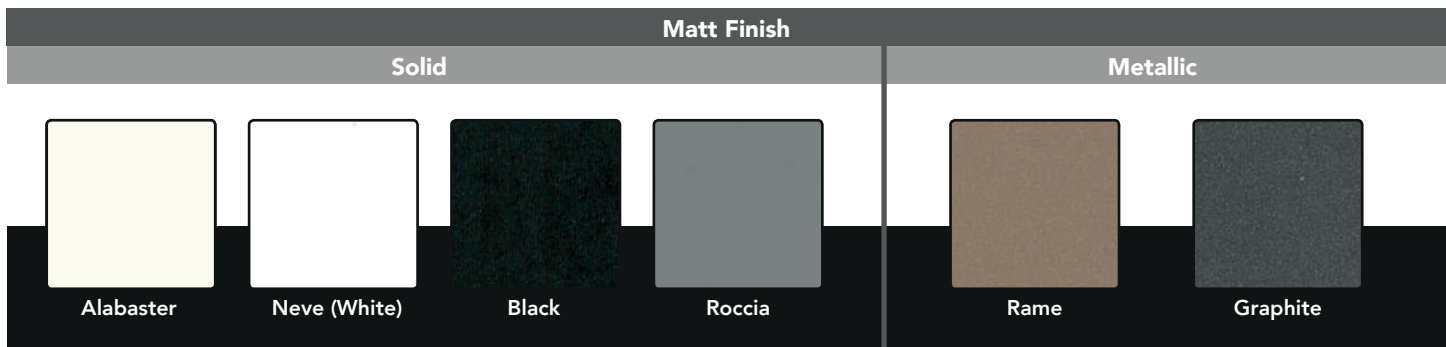 Matt Finish
Solid
Metallic
Alabaster
Neve (White)
Black
Roccia
Rame
Graphite